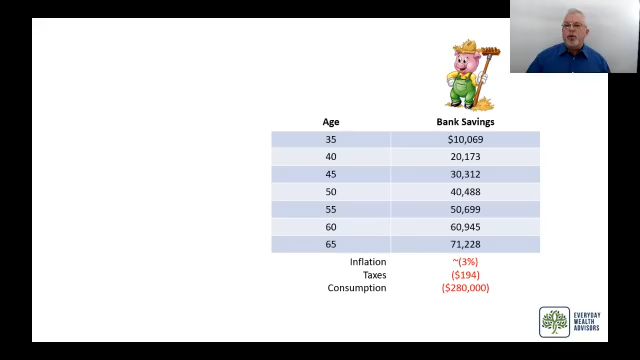 Age Bank Savings
35 $10,069
40 20,173
45 30,312
50 40,488
55 50,699
60 60,945
65 71,228
Inflation ~(3%)
Taxes ($194)
Consumption ($280,000)
EVERYDAY
WEALTH
ADVISORS